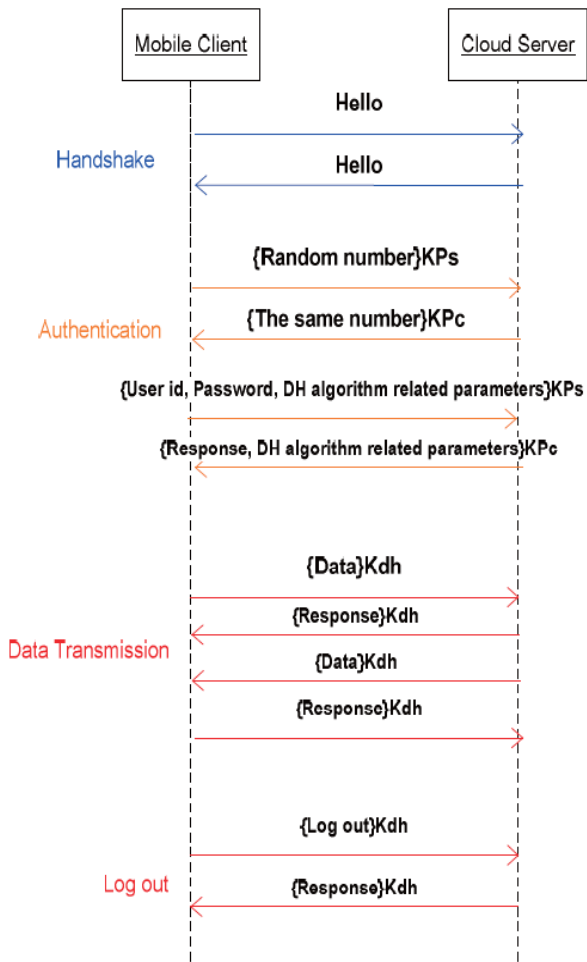 Mobile Client
Cloud Server
Hello
Handshake
Hello
{Random number}KPs
Authentication
{The same number}KPc
{User id, Password, DH algorithm related parameters}KPs
{Response, DH algorithm related parameters}KPc
{Data}Kdh
{Response}Kdh
Data Transmission
{Data}Kdh
{Response}Kdh
{Log out}Kdh
Log out
{Response}Kdh